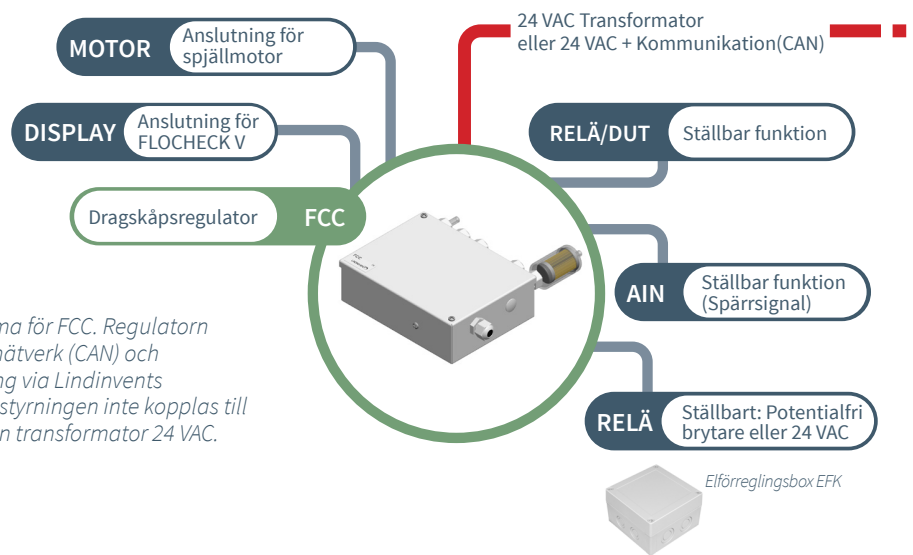 24 VAC Transformator
eller 24 VAC + Kommunikation(CAN)
MOTOR
Anslutning för
spjällmotor
DISPLAY
Anslutning för
FLOCHECK V
RELÄ/DUT
Ställbar funktion
Dragskåpsregulator
FCC
AIN
Ställbar funktion
(Spärrsignal)
ma för FCC. Regulatorn
nätverk (CAN) och
ng via Lindinvents
styrningen inte kopplas till
n transformator 24 VAC.
RELÄ
Ställbart: Potentialfri
brytare eller 24 VAC
Elförreglingsbox EFK